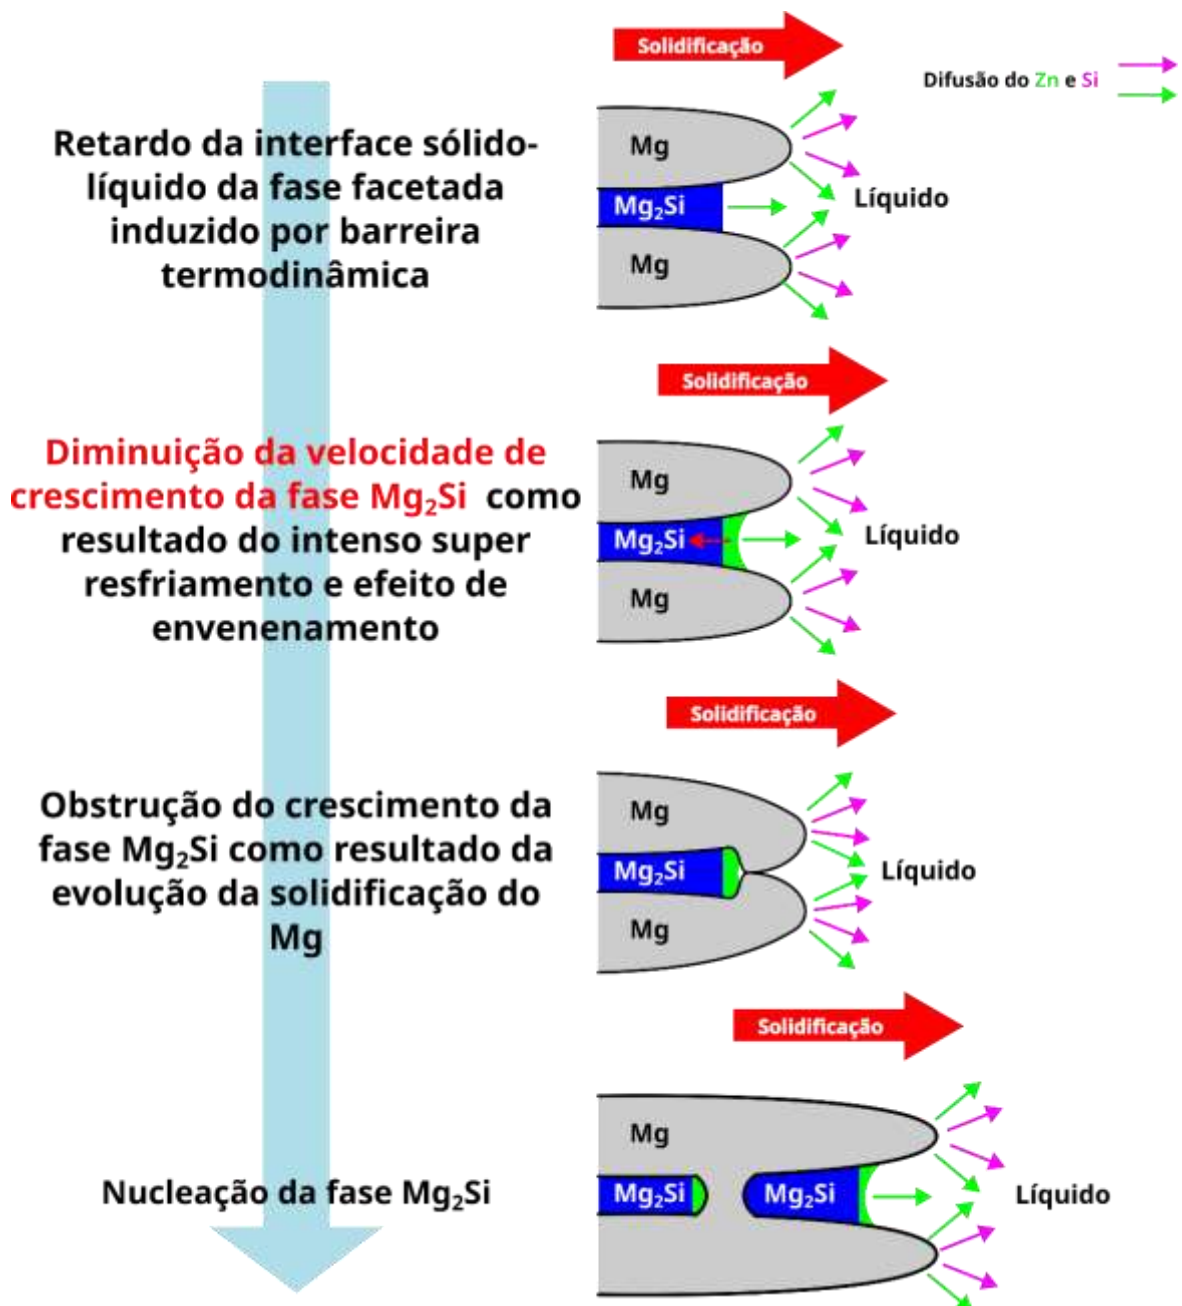 Solidificação
Difusão do Zn e Si
Retardo da interface sólido-
líquido da fase facetada
induzido por barreira
termodinâmica
Mg
Mg₂Si
Mg
Líquido
Solidificação
Diminuição da velocidade de
crescimento da fase Mg₂Si como
resultado do intenso super
resfriamento e efeito de
envenenamento
Mg
Mg₂Si
Mg
Líquido
Solidificação
Obstrução do crescimento da
fase Mg₂Si como resultado da
evolução da solidificação do
Mg
Mg
Mg₂Si
Mg
Líquido
Solidificação
Nucleação da fase Mg₂Si
Mg
Mg₂Si
Mg₂Si
Líquido